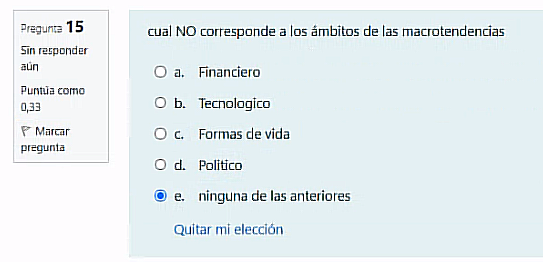 Pregunta 15
Sin responder
aún
Puntúa como
0,33
Marcar
pregunta
cual NO corresponde a los ámbitos de las macrotendencias
a. Financiero
b. Tecnologico
c. Formas de vida
d. Politico
e. ninguna de las anteriores
Quitar mi elección